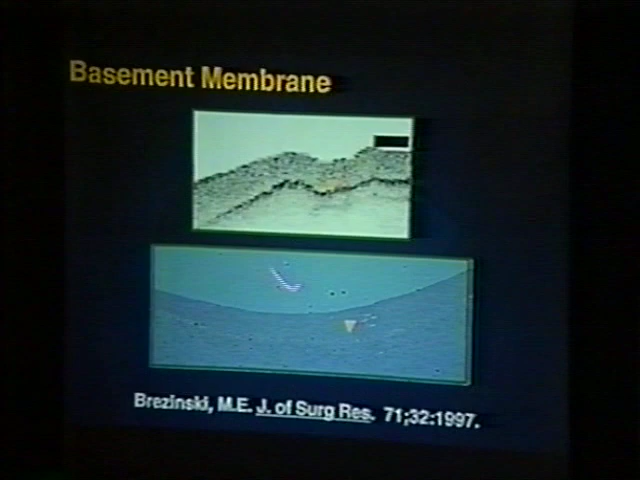 Basement Membrane
Brezinski, M.E. J. of Surg Res. 71;32:1997.